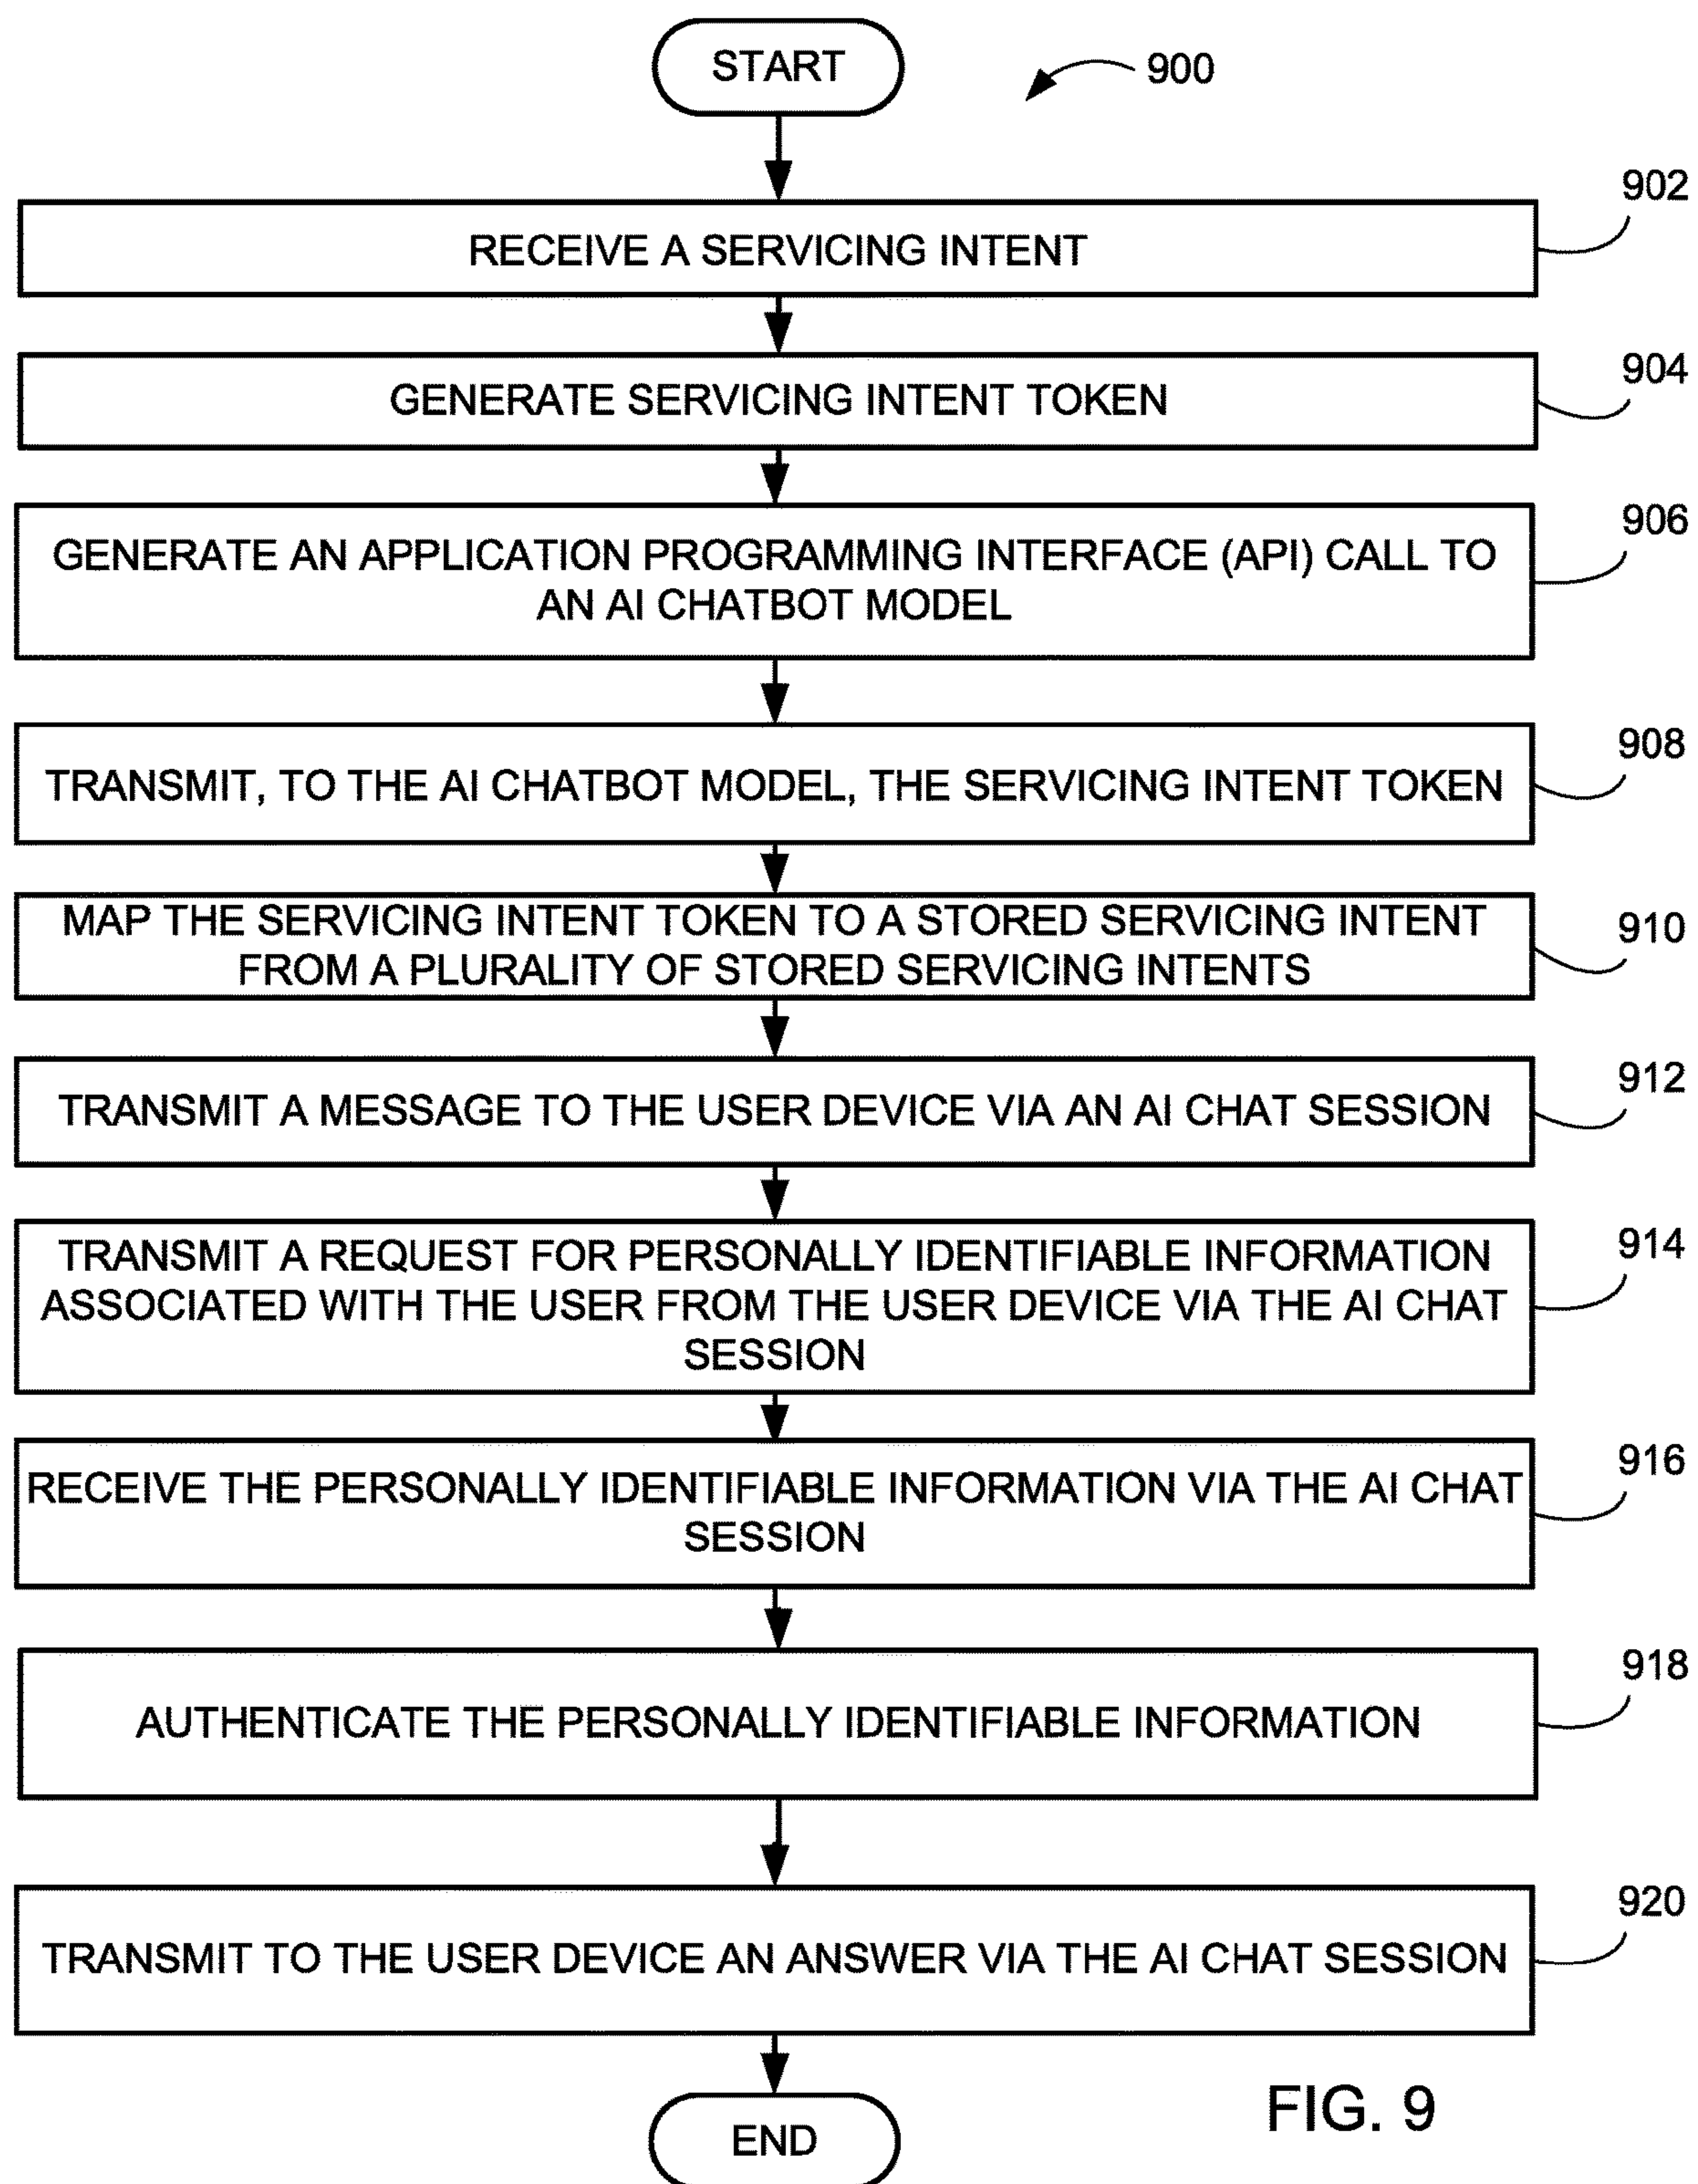 START
900
902
RECEIVE A SERVICING INTENT
904
GENERATE SERVICING INTENT TOKEN
906
GENERATE AN APPLICATION PROGRAMMING INTERFACE (API) CALL TO
AN AI CHATBOT MODEL
908
TRANSMIT, TO THE AI CHATBOT MODEL, THE SERVICING INTENT TOKEN
910
MAP THE SERVICING INTENT TOKEN TO A STORED SERVICING INTENT
FROM A PLURALITY OF STORED SERVICING INTENTS
912
TRANSMIT A MESSAGE TO THE USER DEVICE VIA AN AI CHAT SESSION
914
TRANSMIT A REQUEST FOR PERSONALLY IDENTIFIABLE INFORMATION
ASSOCIATED WITH THE USER FROM THE USER DEVICE VIA THE AI CHAT
SESSION
916
RECEIVE THE PERSONALLY IDENTIFIABLE INFORMATION VIA THE AI CHAT
SESSION
918
AUTHENTICATE THE PERSONALLY IDENTIFIABLE INFORMATION
920
TRANSMIT TO THE USER DEVICE AN ANSWER VIA THE AI CHAT SESSION
END
FIG. 9